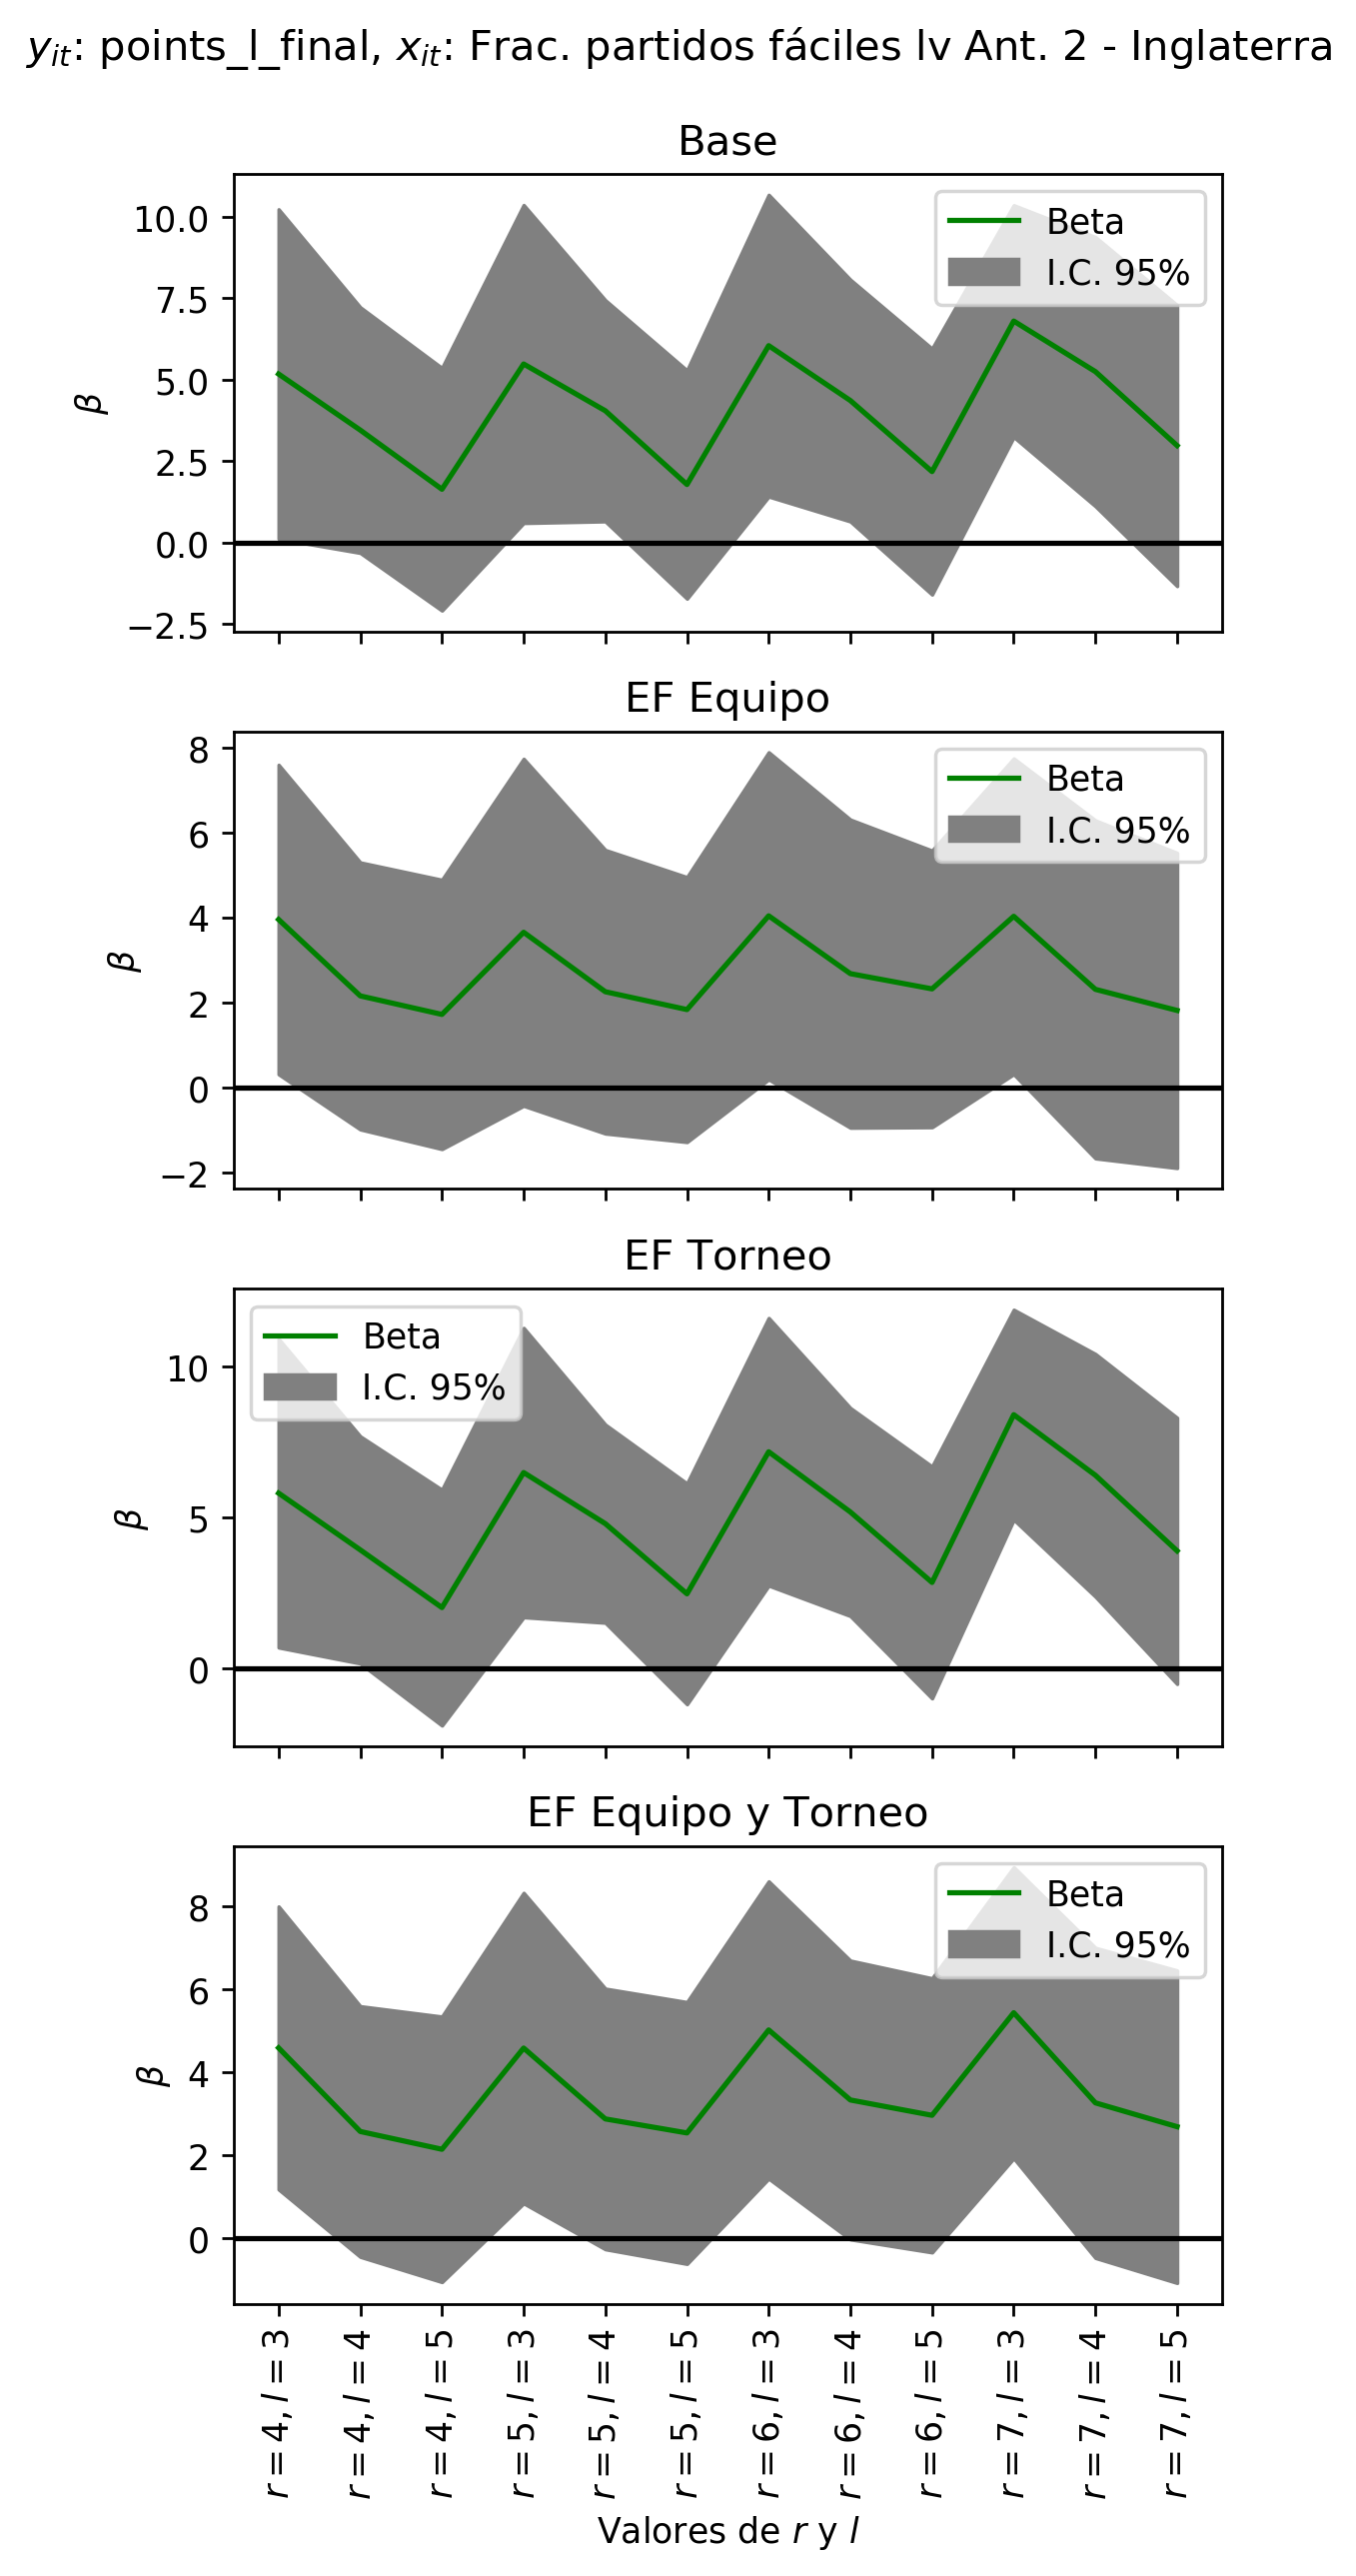 y_it: points_l_final, x_it: Frac. partidos fáciles lv Ant. 2 - Inglaterra
Base
10.0
7.5
5.0
2.5
0.0
−2.5
β
Beta
I.C. 95%
EF Equipo
8
6
4
2
0
−2
β
Beta
I.C. 95%
EF Torneo
10
5
0
β
Beta
I.C. 95%
EF Equipo y Torneo
8
6
4
2
0
β
Beta
I.C. 95%
r = 4, l = 3
r = 4, l = 4
r = 4, l = 5
r = 5, l = 3
r = 5, l = 4
r = 5, l = 5
r = 6, l = 3
r = 6, l = 4
r = 6, l = 5
r = 7, l = 3
r = 7, l = 4
r = 7, l = 5
Valores de r y l